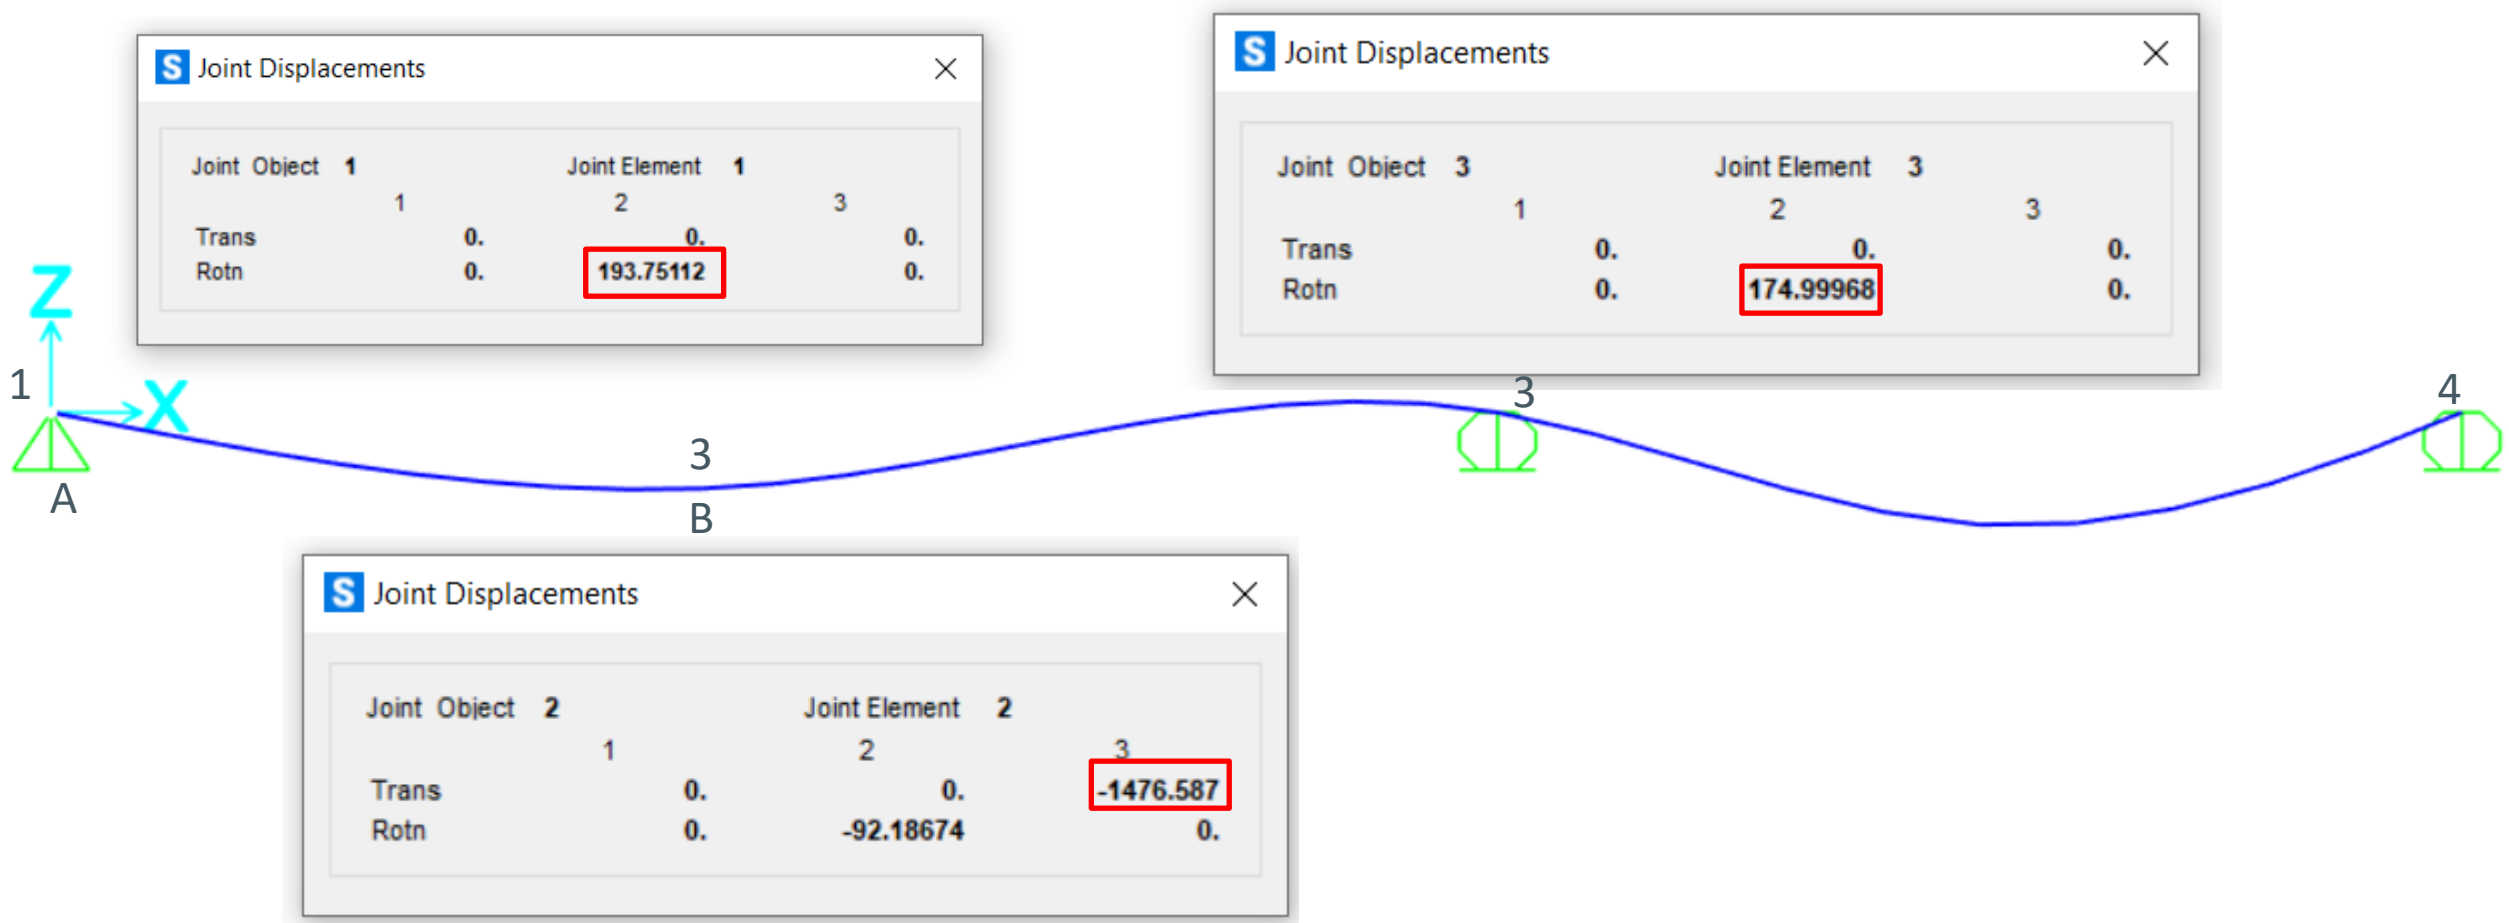 S Joint Displacements
Joint Object 1 Joint Element 1
1 2 3
Trans 0. 0. 0.
Rotn 0. 193.75112 0.
S Joint Displacements
Joint Object 3 Joint Element 3
1 2 3
Trans 0. 0. 0.
Rotn 0. 174.99968 0.
Z
X
1
A
3
B
3
4
S Joint Displacements
Joint Object 2 Joint Element 2
1 2 3
Trans 0. 0. -1476.587
Rotn 0. -92.18674 0.